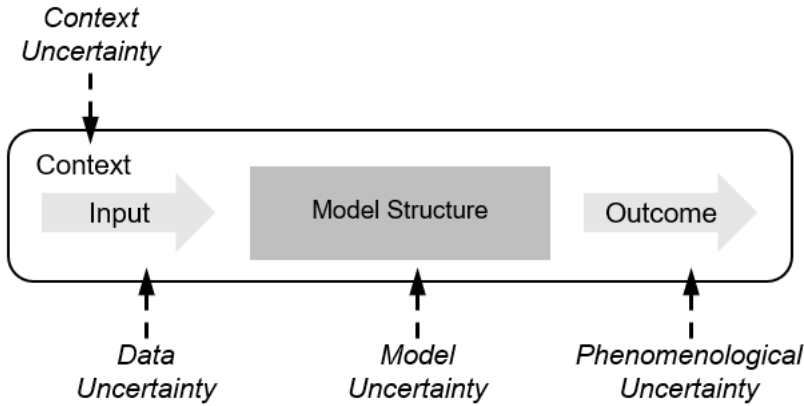 Context
Uncertainty
Context
Input
Model Structure
Outcome
Data
Uncertainty
Model
Uncertainty
Phenomenological
Uncertainty